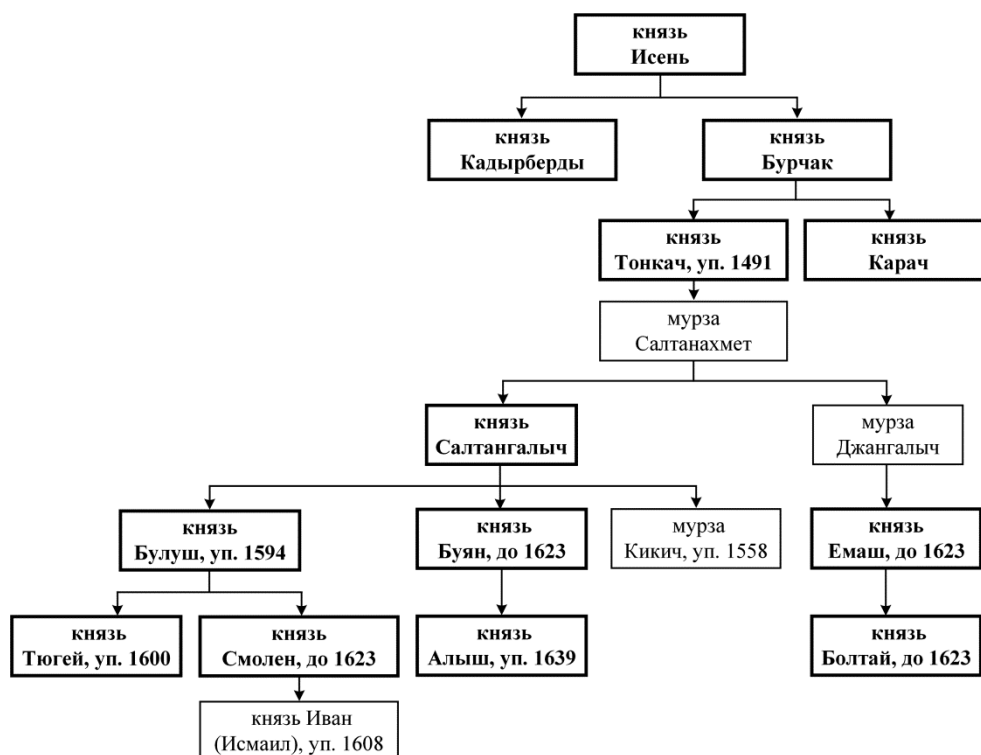 князь
Исень
князь
Кадырберды
князь
Бурчак
князь
Тонкач, уп. 1491
князь
Карач
мурза
Салтанахмет
князь
Салтангалыч
мурза
Джангалыч
князь
Булуш, уп. 1594
князь
Буян, до 1623
мурза
Кикич, уп. 1558
князь
Емаш, до 1623
князь
Тюгей, уп. 1600
князь
Смолен, до 1623
князь
Алыш, уп. 1639
князь
Болтай, до 1623
князь Иван
(Исмаил), уп. 1608